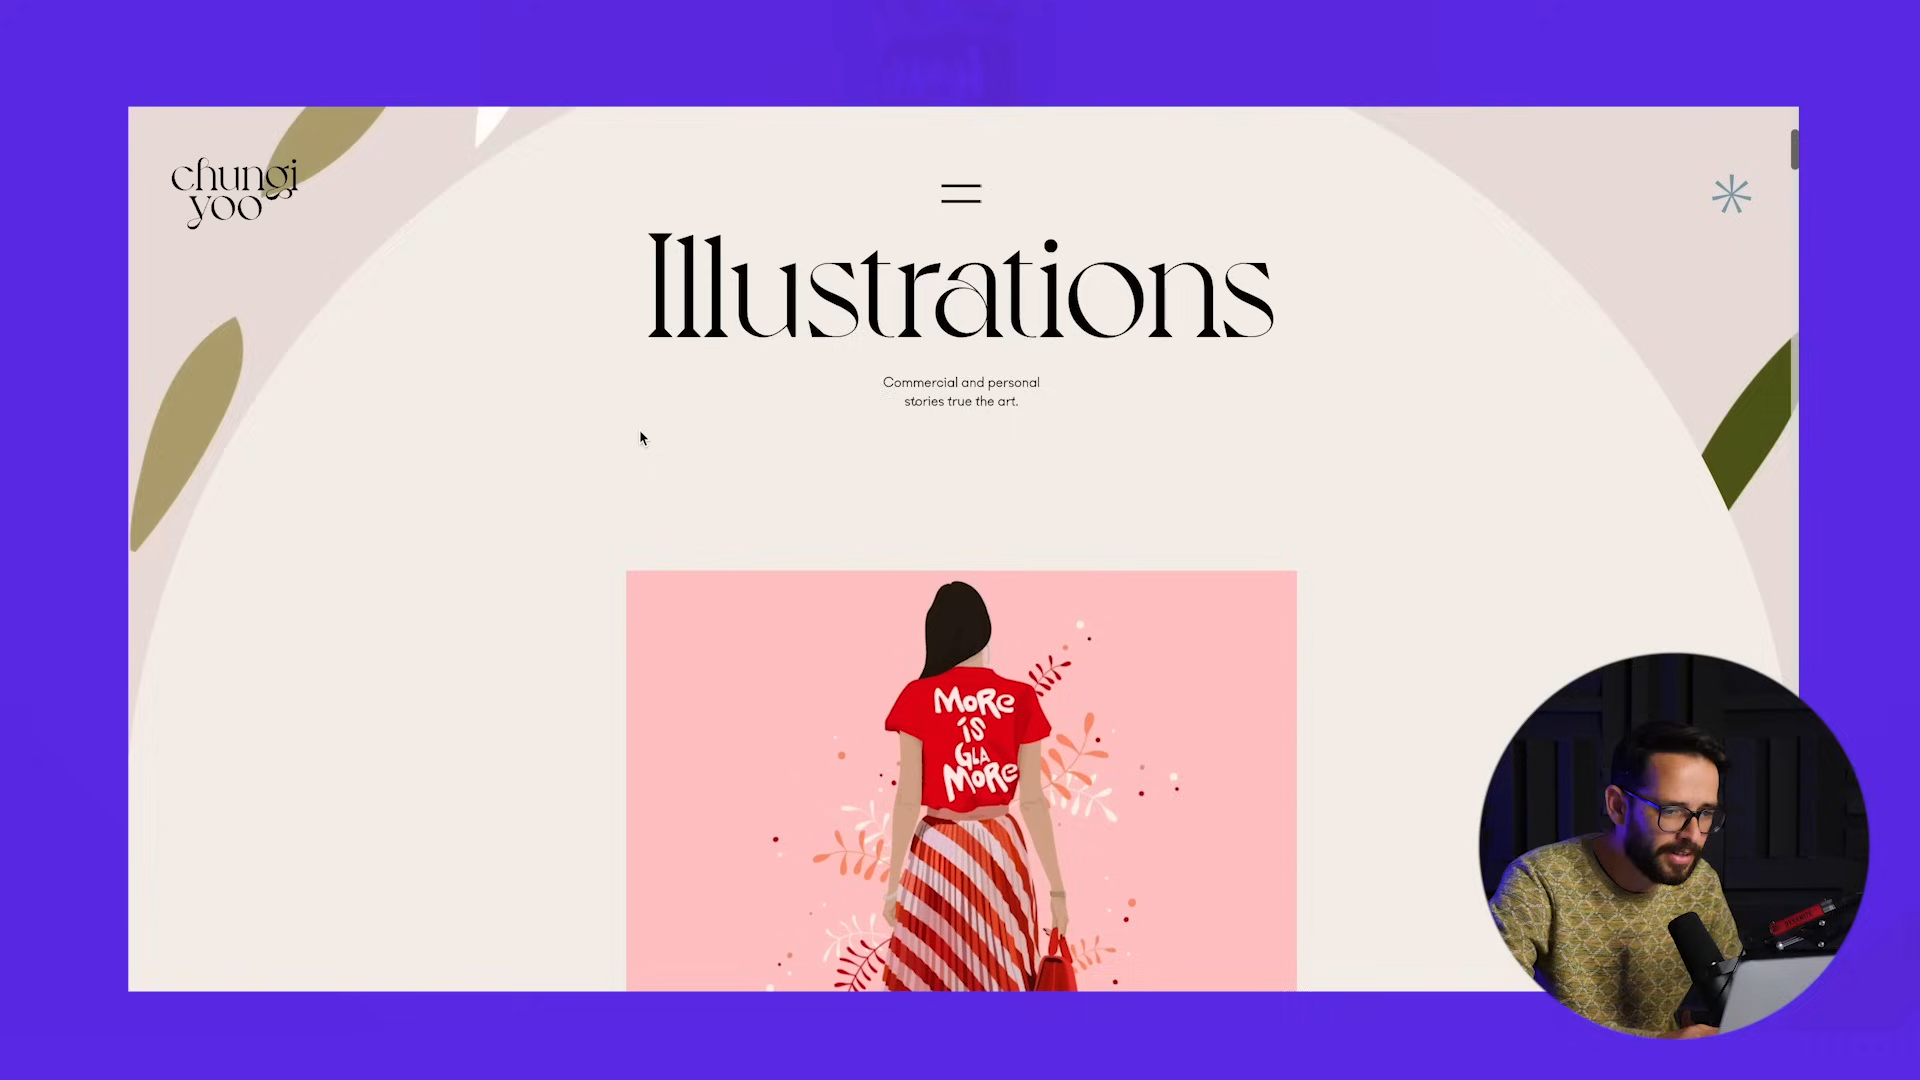 chungi
yoo
Illustrations
Commercial and personal
stories true the art.
MoRe
is
GLA
MoRe